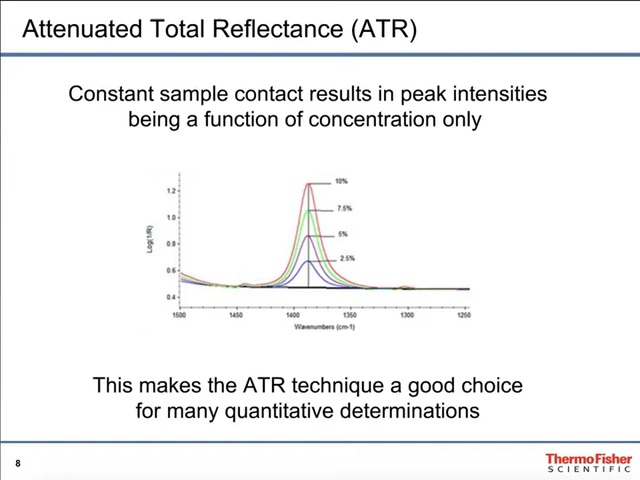 Attenuated Total Reflectance (ATR)
Constant sample contact results in peak intensities
being a function of concentration only
10%
1.2
7.5%
1.0
5%
0.8
2.5%
0.6
0.4
Log(1/R)
1500 1450 1400 1350 1300 1250
Wavenumbers (cm-1)
This makes the ATR technique a good choice
for many quantitative determinations
8
ThermoFisher
SCIENTIFIC